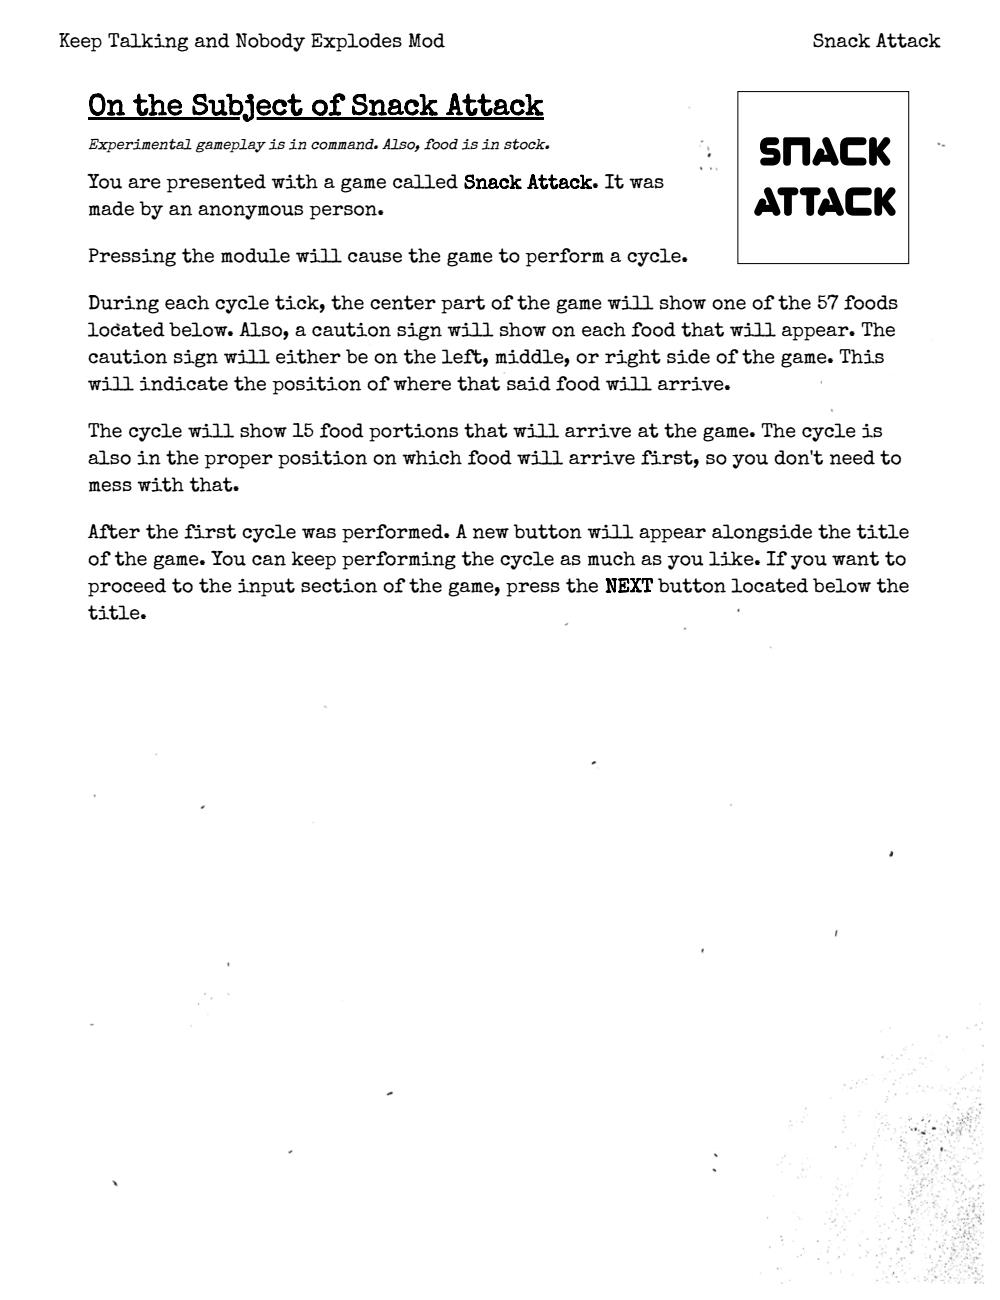 Keep Talking and Nobody Explodes Mod
Snack Attack
On the Subject of Snack Attack
Experimental gameplay is in command. Also, food is in stock.
SNACK
ATTACK
You are presented with a game called Snack Attack. It was
made by an anonymous person.
Pressing the module will cause the game to perform a cycle.
During each cycle tick, the center part of the game will show one of the 57 foods
located below. Also, a caution sign will show on each food that will appear. The
caution sign will either be on the left, middle, or right side of the game. This
will indicate the position of where that said food will arrive.
The cycle will show 15 food portions that will arrive at the game. The cycle is
also in the proper position on which food will arrive first, so you don't need to
mess with that.
After the first cycle was performed. A new button will appear alongside the title
of the game. You can keep performing the cycle as much as you like. If you want to
proceed to the input section of the game, press the NEXT button located below the
title.